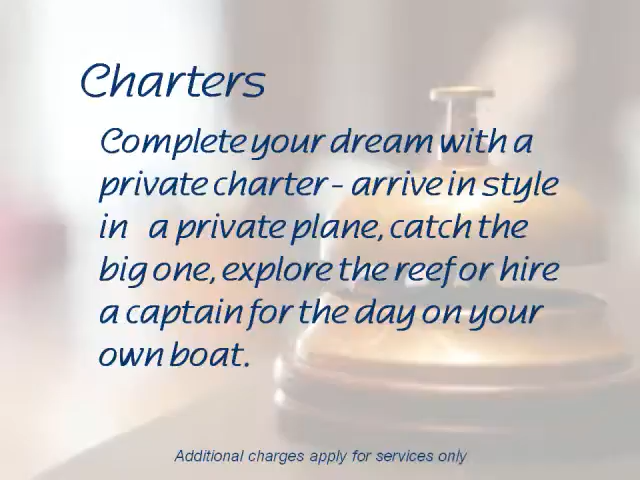 Charters
Complete your dream with a
private charter - arrive in style
in a private plane, catch the
big one, explore the reef or hire
a captain for the day on your
own boat.
Additional charges apply for services only